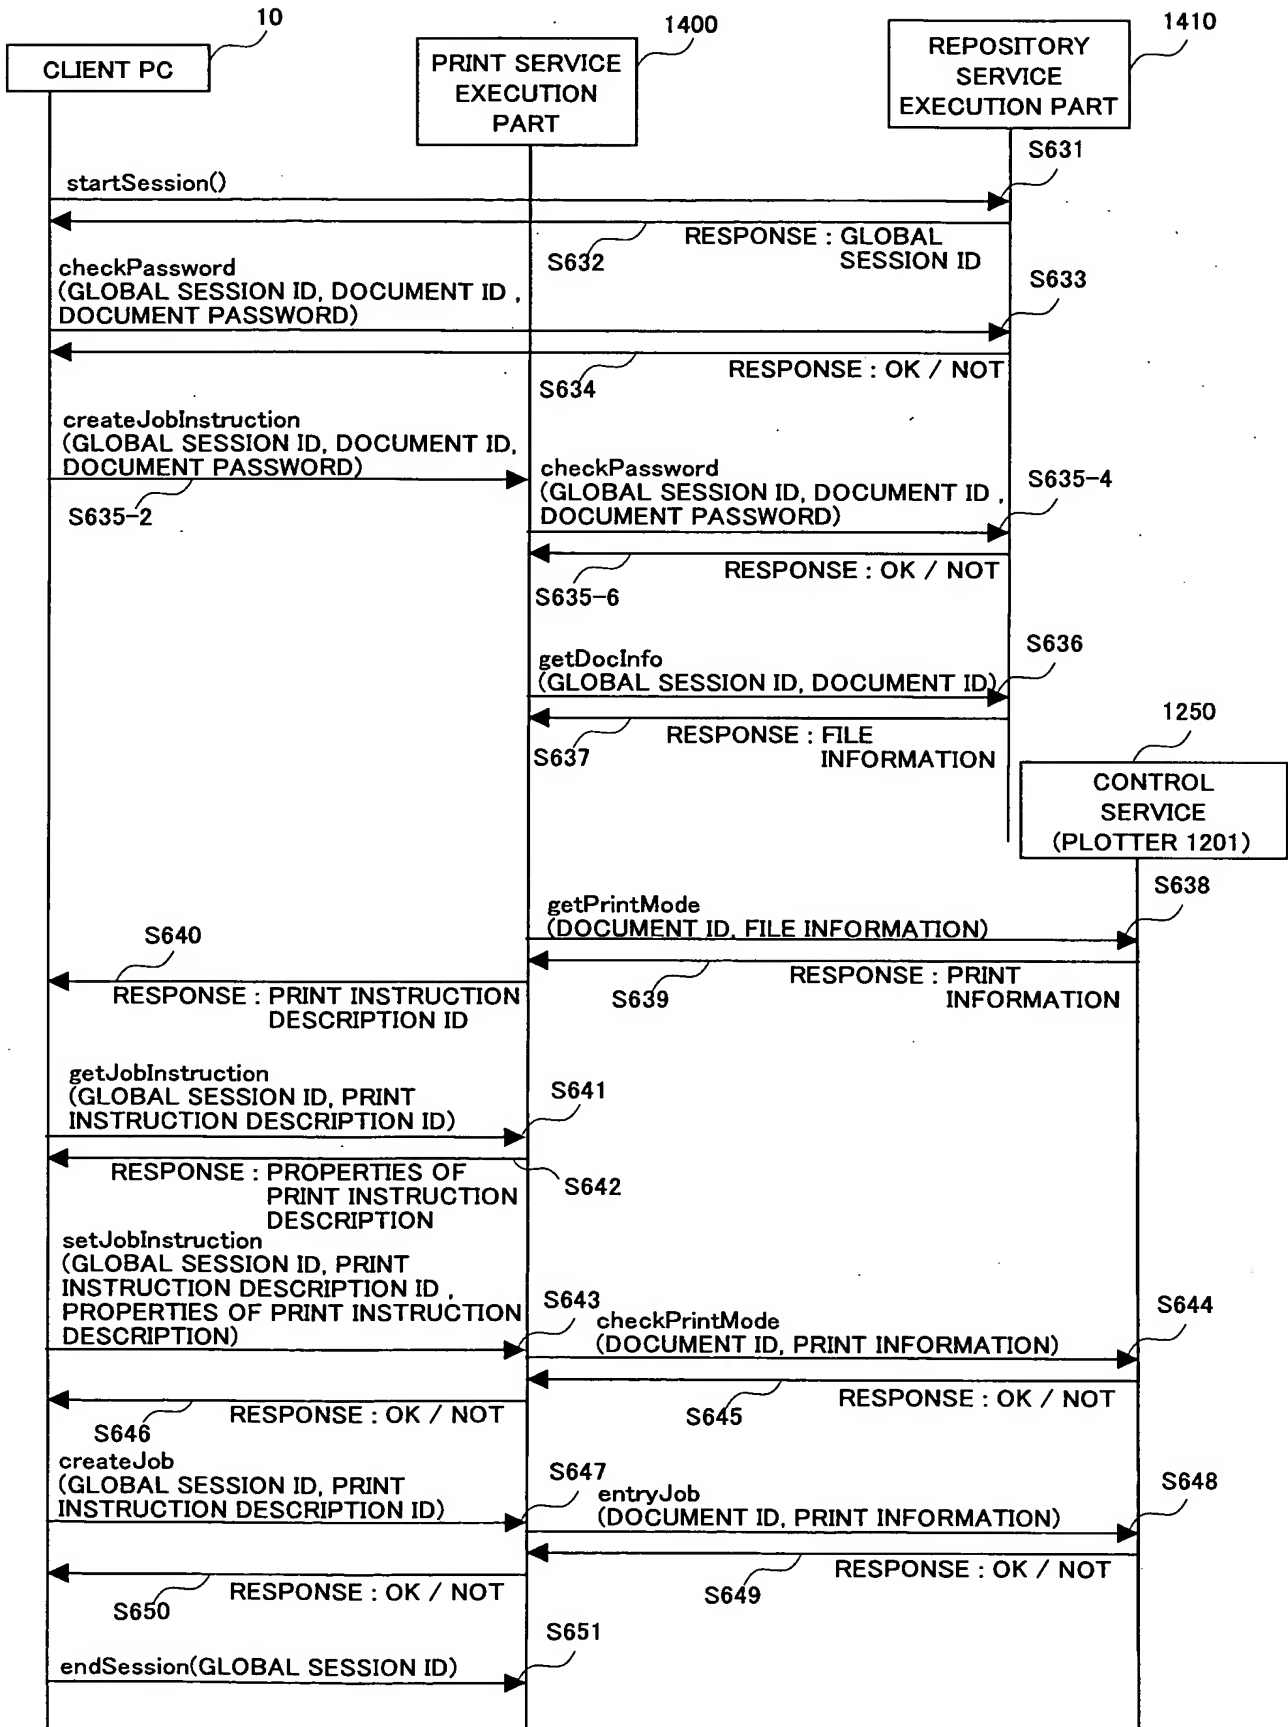 10
1400
1410
CLIENT PC
PRINT SERVICE
EXECUTION
PART
REPOSITORY
SERVICE
EXECUTION PART
S631
startSession()
RESPONSE : GLOBAL
SESSION ID
S632
checkPassword
(GLOBAL SESSION ID, DOCUMENT ID ,
DOCUMENT PASSWORD)
S633
RESPONSE : OK / NOT
S634
createJobInstruction
(GLOBAL SESSION ID, DOCUMENT ID,
DOCUMENT PASSWORD)
S635-2
checkPassword
(GLOBAL SESSION ID, DOCUMENT ID ,
DOCUMENT PASSWORD)
S635-4
RESPONSE : OK / NOT
S635-6
getDocInfo
(GLOBAL SESSION ID, DOCUMENT ID)
S636
RESPONSE : FILE
INFORMATION
S637
1250
CONTROL
SERVICE
(PLOTTER 1201)
S638
getPrintMode
(DOCUMENT ID, FILE INFORMATION)
S640
RESPONSE : PRINT
INFORMATION
S639
RESPONSE : PRINT INSTRUCTION
DESCRIPTION ID
getJobInstruction
(GLOBAL SESSION ID, PRINT
INSTRUCTION DESCRIPTION ID)
S641
RESPONSE : PROPERTIES OF
PRINT INSTRUCTION
DESCRIPTION
S642
setJobInstruction
(GLOBAL SESSION ID, PRINT
INSTRUCTION DESCRIPTION ID ,
PROPERTIES OF PRINT INSTRUCTION
DESCRIPTION)
S643
checkPrintMode
(DOCUMENT ID, PRINT INFORMATION)
S644
RESPONSE : OK / NOT
S645
RESPONSE : OK / NOT
S646
createJob
(GLOBAL SESSION ID, PRINT
INSTRUCTION DESCRIPTION ID)
S647
entryJob
(DOCUMENT ID, PRINT INFORMATION)
S648
RESPONSE : OK / NOT
S649
RESPONSE : OK / NOT
S650
S651
endSession(GLOBAL SESSION ID)